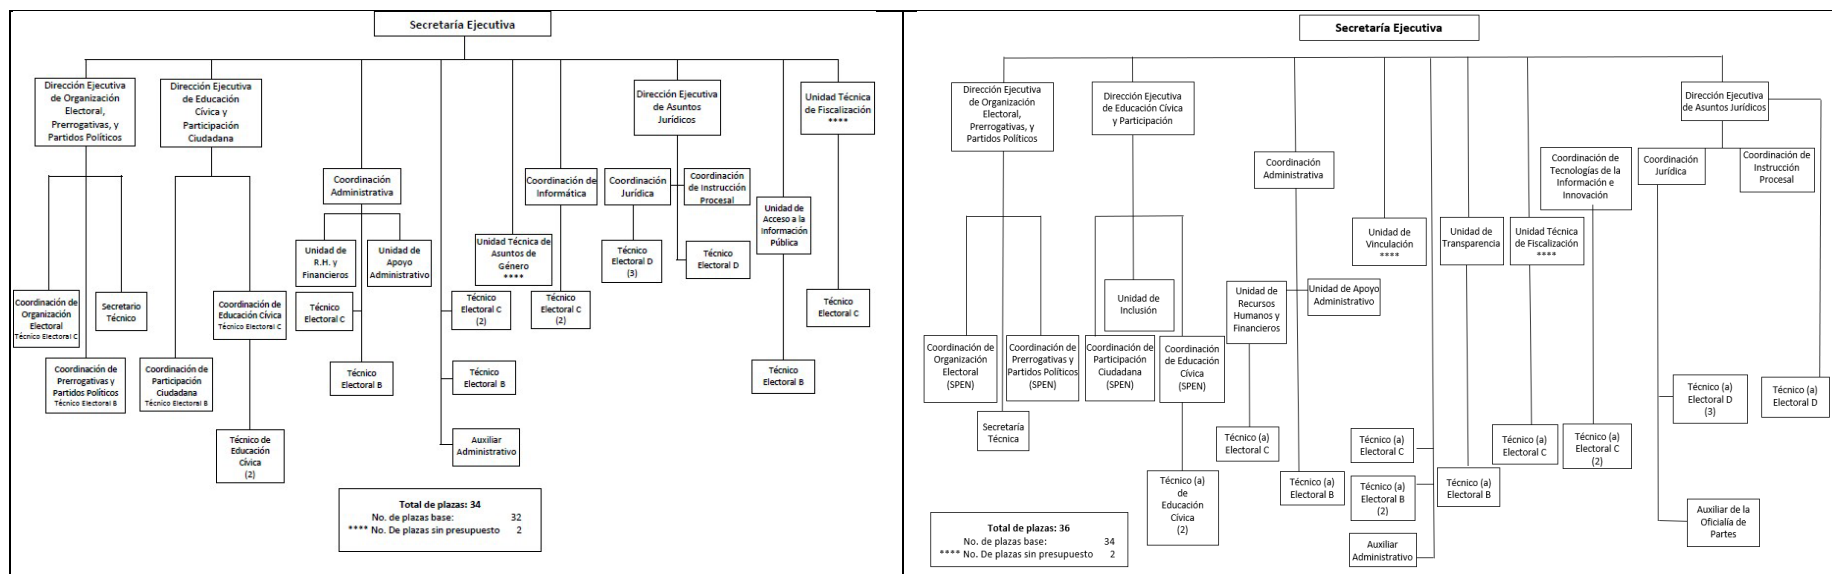 Secretaría Ejecutiva
Dirección Ejecutiva
de Organización
Electoral,
Prerrogativas, y
Partidos Políticos
Dirección Ejecutiva
de Educación
Cívica y
Participación
Ciudadana
Dirección Ejecutiva
de Asuntos
Jurídicos
Unidad Técnica
de Fiscalización
****
Coordinación
Administrativa
Coordinación de
Informática
Coordinación
Jurídica
Coordinación
de Instrucción
Procesal
Unidad de
Acceso a la
Información
Pública
Unidad de
R.H. y
Financieros
Unidad de
Apoyo
Administrativo
Unidad Técnica de
Asuntos de
Género
****
Técnico
Electoral D
(3)
Técnico
Electoral D
Coordinación de
Organización
Electoral
Técnico Electoral C
Secretario
Técnico
Coordinación de
Educación Cívica
Técnico Electoral C
Técnico
Electoral C
Técnico
Electoral C
(2)
Técnico
Electoral C
(2)
Técnico
Electoral C
Coordinación de
Prerrogativas y
Partidos Políticos
Técnico Electoral B
Coordinación de
Participación
Ciudadana
Técnico Electoral B
Técnico
Electoral B
Técnico
Electoral B
Técnico
Electoral B
Técnico de
Educación
Cívica
(2)
Auxiliar
Administrativo
Total de plazas: 34
No. de plazas base: 32
**** No. De plazas sin presupuesto 2
Secretaría Ejecutiva
Dirección Ejecutiva
de Organización
Electoral,
Prerrogativas, y
Partidos Políticos
Dirección Ejecutiva
de Educación Cívica
y Participación
Dirección Ejecutiva
de Asuntos Jurídicos
Coordinación
Administrativa
Coordinación de
Tecnologías de la
Información e
Innovación
Coordinación
Jurídica
Coordinación de
Instrucción
Procesal
Unidad de
Vinculación
****
Unidad de
Transparencia
Unidad Técnica
de Fiscalización
****
Unidad de
Inclusión
Unidad de
Recursos
Humanos y
Financieros
Unidad de Apoyo
Administrativo
Coordinación de
Organización
Electoral
(SPEN)
Coordinación de
Prerrogativas y
Partidos Políticos
(SPEN)
Coordinación de
Participación
Ciudadana
(SPEN)
Coordinación
de Educación
Cívica
(SPEN)
Técnico (a)
Electoral D
(3)
Técnico (a)
Electoral D
Secretaría
Técnica
Técnico (a)
Electoral C
Técnico (a)
Electoral C
Técnico (a)
Electoral C
Técnico (a)
Electoral C
(2)
Técnico (a)
de
Educación
Cívica
(2)
Técnico (a)
Electoral B
Técnico (a)
Electoral B
(2)
Técnico (a)
Electoral B
Auxiliar de la
Oficialía de
Partes
Auxiliar
Administrativo
Total de plazas: 36
No. de plazas base: 34
**** No. De plazas sin presupuesto 2